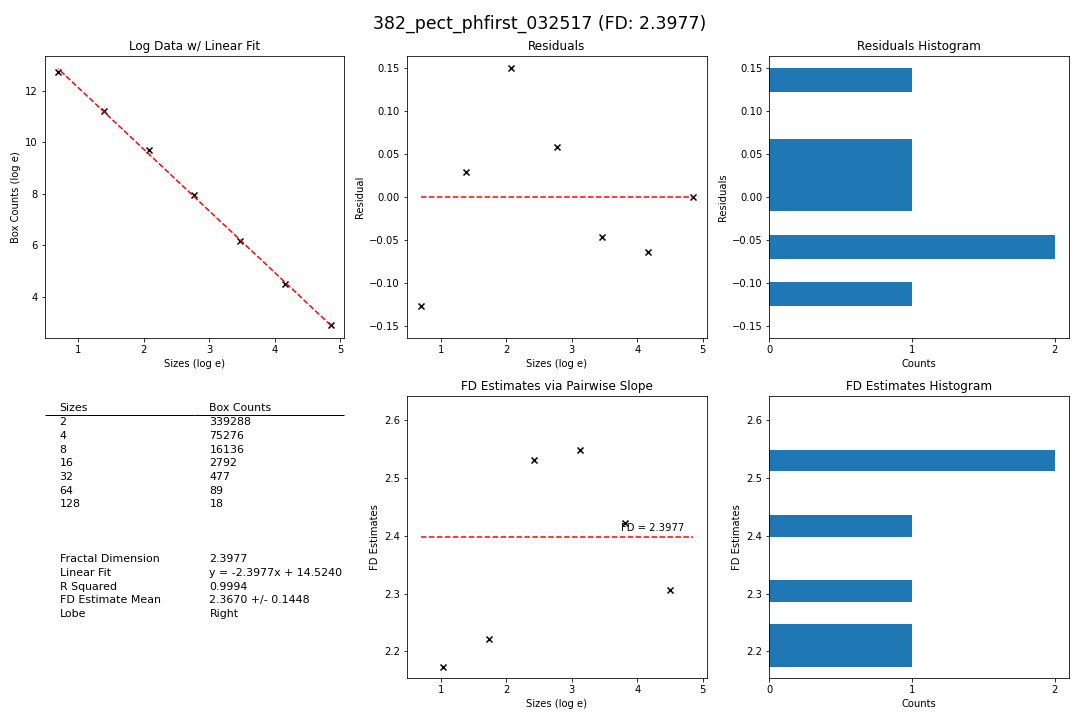 382_pect_phfirst_032517 (FD: 2.3977)
Log Data w/ Linear Fit
Box Counts (log e)
12
10
8
6
4
1
2
3
4
5
Sizes (log e)
Residuals
Residual
0.15
0.10
0.05
0.00
−0.05
−0.10
−0.15
1
2
3
4
5
Sizes (log e)
Residuals Histogram
Residuals
0.15
0.10
0.05
0.00
−0.05
−0.10
−0.15
0
1
2
Counts
Sizes Box Counts
2 339288
4 75276
8 16136
16 2792
32 477
64 89
128 18
Fractal Dimension 2.3977
Linear Fit y = -2.3977x + 14.5240
R Squared 0.9994
FD Estimate Mean 2.3670 +/- 0.1448
Lobe Right
FD Estimates via Pairwise Slope
FD Estimates
2.6
2.5
2.4
2.3
2.2
FD = 2.3977
1
2
3
4
5
Sizes (log e)
FD Estimates Histogram
FD Estimates
2.6
2.5
2.4
2.3
2.2
0
1
2
Counts